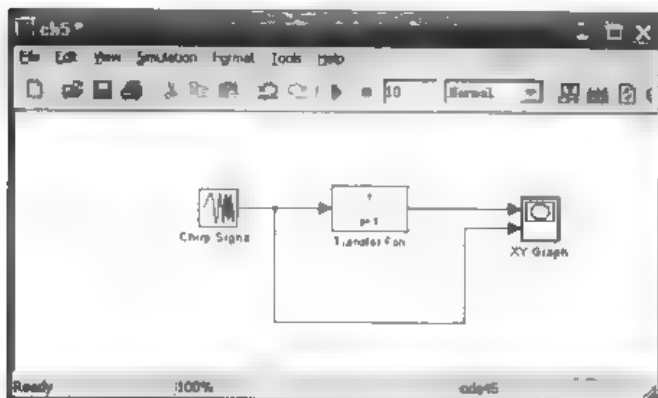 ch5*
File Edit View Simulation Format Tools Help
10 Normal
Chirp Signal
Transfer Fcn
XY Graph
Ready 100% ode45